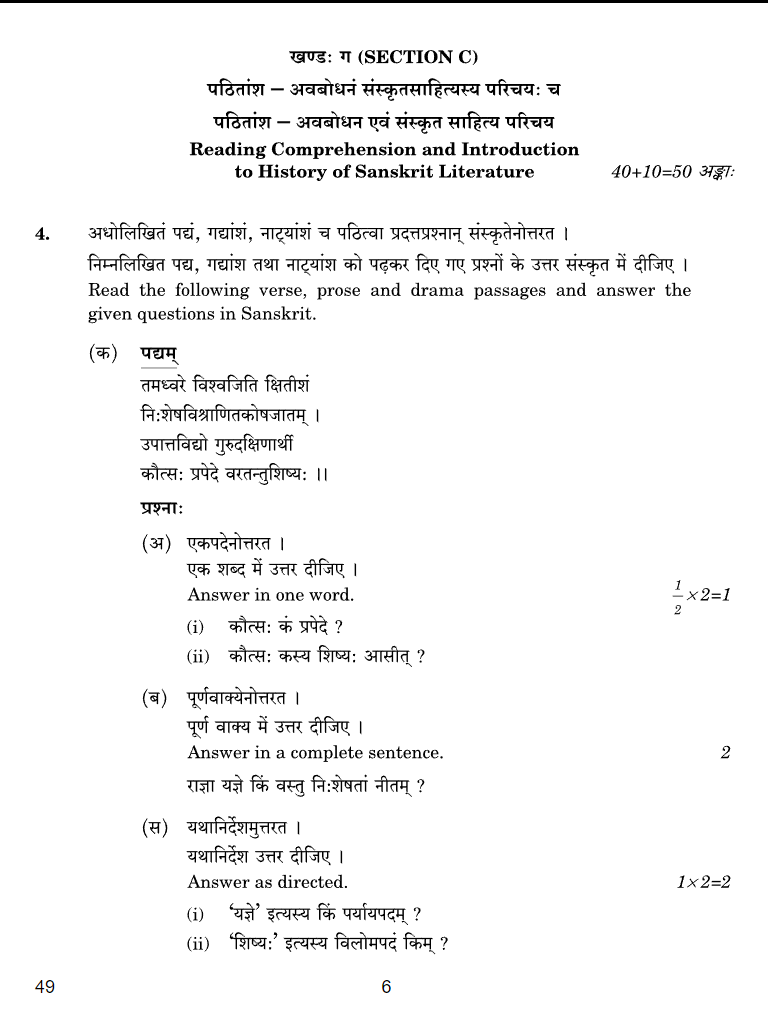 खण्डः ग (SECTION C)
पठितांश – अवबोधनं संस्कृतसाहित्यस्य परिचयः च
पठितांश – अवबोधन एवं संस्कृत साहित्य परिचय
Reading Comprehension and Introduction
to History of Sanskrit Literature 40+10=50 अङ्काः
4. अधोलिखितं पद्यं, गद्यांशं, नाट्यांशं च पठित्वा प्रदत्तप्रश्नान् संस्कृतेनोत्तरत ।
निम्नलिखित पद्य, गद्यांश तथा नाट्यांश को पढ़कर दिए गए प्रश्नों के उत्तर संस्कृत में दीजिए ।
Read the following verse, prose and drama passages and answer the
given questions in Sanskrit.
(क) पद्यम्
तमध्वरे विश्वजिति क्षितीशं
निःशेषविश्राणितकोषजातम् ।
उपात्तविद्यो गुरुदक्षिणार्थी
कौत्सः प्रपेदे वरतन्तुशिष्यः ।।
प्रश्नाः
(अ) एकपदेनोत्तरत ।
एक शब्द में उत्तर दीजिए ।
Answer in one word. 1/2×2=1
(i) कौत्सः कं प्रपेदे ?
(ii) कौत्सः कस्य शिष्यः आसीत् ?
(ब) पूर्णवाक्येनोत्तरत ।
पूर्ण वाक्य में उत्तर दीजिए ।
Answer in a complete sentence. 2
राज्ञा यज्ञे किं वस्तु निःशेषतां नीतम् ?
(स) यथानिर्देशमुत्तरत ।
यथानिर्देश उत्तर दीजिए ।
Answer as directed. 1×2=2
(i) ‘यज्ञे’ इत्यस्य किं पर्यायपदम् ?
(ii) ‘शिष्यः’ इत्यस्य विलोमपदं किम् ?
49 6